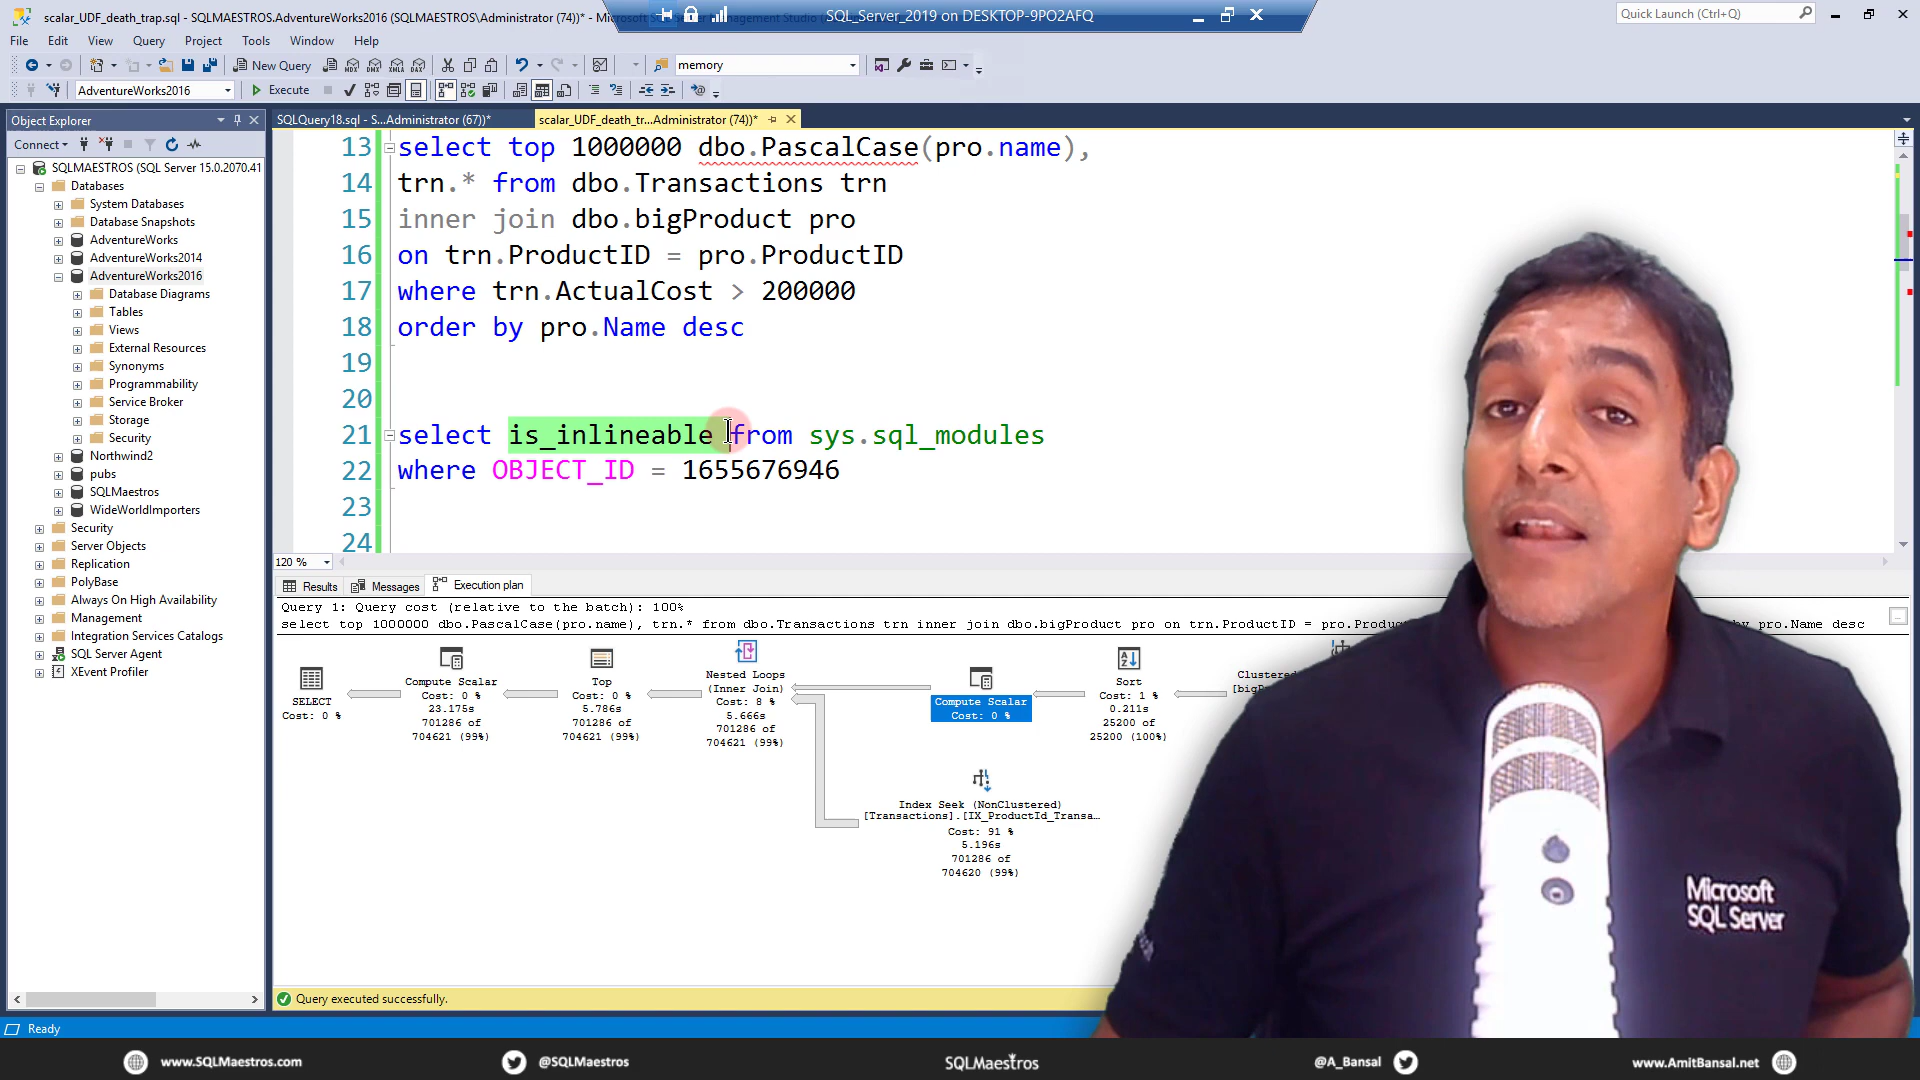 scalar_UDF_death_trap.sql - SQLMAESTROS.AdventureWorks2016 (SQLMAESTROS\Administrator (74))* - Microsoft SQL Server Management Studio
SQL_Server_2019 on DESKTOP-9PO2AFQ
Quick Launch (Ctrl+Q)
File Edit View Query Project Tools Window Help
New Query
MDX DMX XMLA DAX
memory
AdventureWorks2016
Execute
Object Explorer
Connect
SQLMAESTROS (SQL Server 15.0.2070.41
Databases
System Databases
Database Snapshots
AdventureWorks
AdventureWorks2014
AdventureWorks2016
Database Diagrams
Tables
Views
External Resources
Synonyms
Programmability
Service Broker
Storage
Security
Northwind2
pubs
SQLMaestros
WideWorldImporters
Security
Server Objects
Replication
PolyBase
Always On High Availability
Management
Integration Services Catalogs
SQL Server Agent
XEvent Profiler
SQLQuery18.sql - S...Administrator (67))*
scalar_UDF_death_tr...Administrator (74))*
13 select top 1000000 dbo.PascalCase(pro.name),
14 trn.* from dbo.Transactions trn
15 inner join dbo.bigProduct pro
16 on trn.ProductID = pro.ProductID
17 where trn.ActualCost > 200000
18 order by pro.Name desc
19
20
21 select is_inlineable from sys.sql_modules
22 where OBJECT_ID = 1655676946
23
24
120 %
Results Messages Execution plan
Query 1: Query cost (relative to the batch): 100%
select top 1000000 dbo.PascalCase(pro.name), trn.* from dbo.Transactions trn inner join dbo.bigProduct pro on trn.ProductID = pro.Produc
y pro.Name desc
SELECT
Cost: 0 %
Compute Scalar
Cost: 0 %
23.175s
701286 of
704621 (99%)
Top
Cost: 0 %
5.786s
701286 of
704621 (99%)
Nested Loops
(Inner Join)
Cost: 8 %
5.666s
701286 of
704621 (99%)
Compute Scalar
Cost: 0 %
Sort
Cost: 1 %
0.211s
25200 of
25200 (100%)
Index Seek (NonClustered)
[Transactions].[IX_ProductId_Transa...
Cost: 91 %
5.196s
701286 of
704620 (99%)
Query executed successfully.
Ready
Microsoft
SQL Server
www.SQLMaestros.com
@SQLMaestros
SQLMaestros
@A_Bansal
www.AmitBansal.net